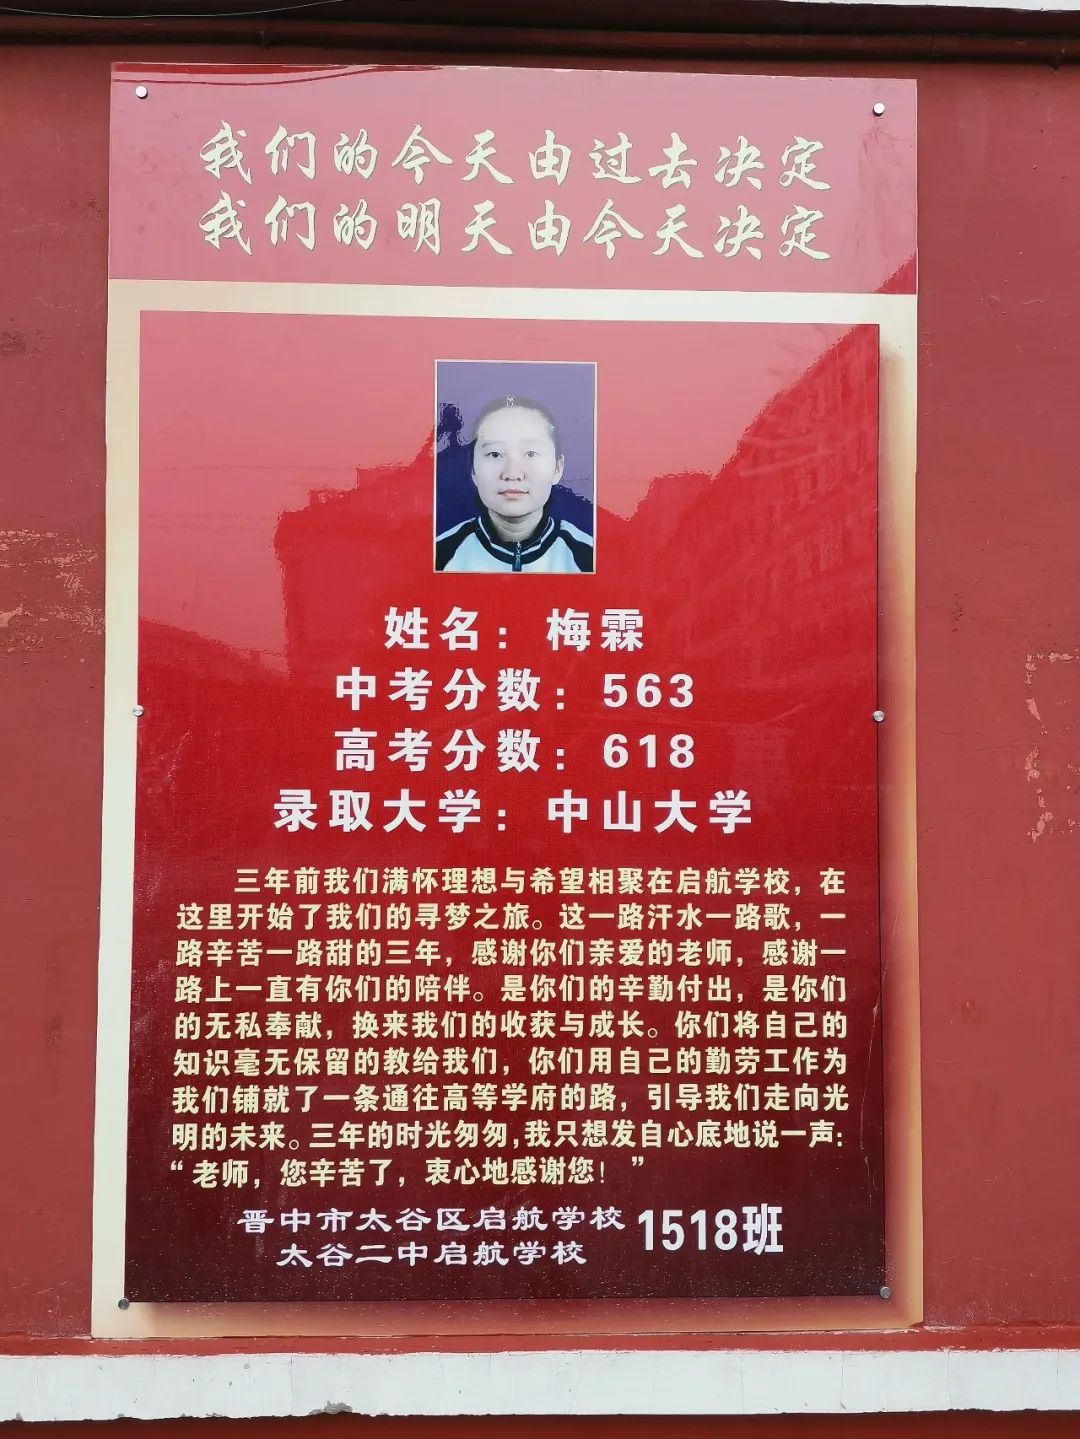 我们的今天由过去决定
我们的明天由今天决定
姓名：梅霖
中考分数：563
高考分数：618
录取大学：中山大学
三年前我们满怀理想与希望相聚在启航学校，在
这里开始了我们的寻梦之旅。这一路汗水一路歌，一
路辛苦一路甜的三年，感谢你们亲爱的老师，感谢一
路上一直有你们的陪伴。是你们的辛勤付出，是你们
的无私奉献，换来我们的收获与成长。你们将自己的
知识毫无保留的教给我们，你们用自己的勤劳工作为
我们铺就了一条通往高等学府的路，引导我们走向光
明的未来。三年的时光匆匆，我只想发自心底地说一声：
“老师，您辛苦了，衷心地感谢您！”
晋中市太谷区启航学校
太谷二中启航学校
1518班